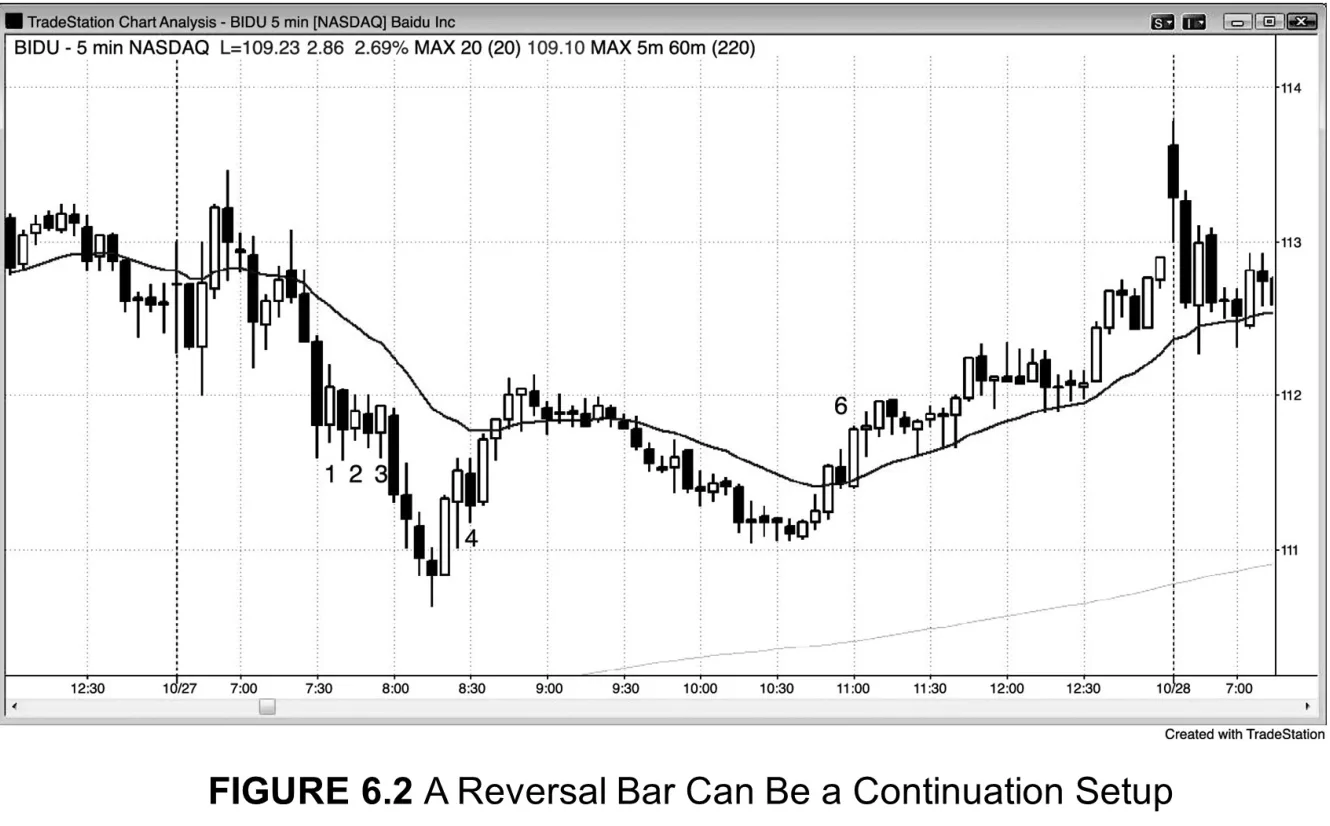 TradeStation Chart Analysis - BIDU 5 min [NASDAQ] Baidu Inc
S I
BIDU - 5 min NASDAQ L=109.23 2.86 2.69% MAX 20 (20) 109.10 MAX 5m 60m (220)
114
113
112
6
1 2 3
4
111
12:30 10/27 7:00 7:30 8:00 8:30 9:00 9:30 10:00 10:30 11:00 11:30 12:00 12:30 10/28 7:00
Created with TradeStation
FIGURE 6.2 A Reversal Bar Can Be a Continuation Setup